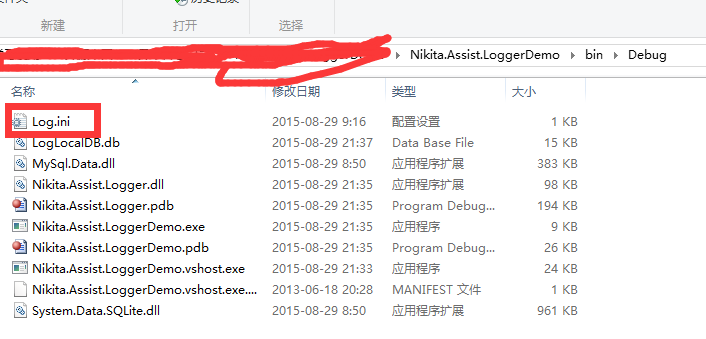 历史记录
新建 打开 选择
Nikita.Assist.LoggerDemo bin Debug
名称 修改日期 类型 大小
Log.ini 2015-08-29 9:16 配置设置 1 KB
LogLocalDB.db 2015-08-29 21:37 Data Base File 15 KB
MySql.Data.dll 2015-08-29 8:50 应用程序扩展 383 KB
Nikita.Assist.Logger.dll 2015-08-29 21:35 应用程序扩展 98 KB
Nikita.Assist.Logger.pdb 2015-08-29 21:35 Program Debug... 194 KB
Nikita.Assist.LoggerDemo.exe 2015-08-29 21:35 应用程序 9 KB
Nikita.Assist.LoggerDemo.pdb 2015-08-29 21:35 Program Debug... 26 KB
Nikita.Assist.LoggerDemo.vshost.exe 2015-08-29 21:33 应用程序 24 KB
Nikita.Assist.LoggerDemo.vshost.exe.... 2013-06-18 20:28 MANIFEST 文件 1 KB
System.Data.SQLite.dll 2015-08-29 8:50 应用程序扩展 961 KB